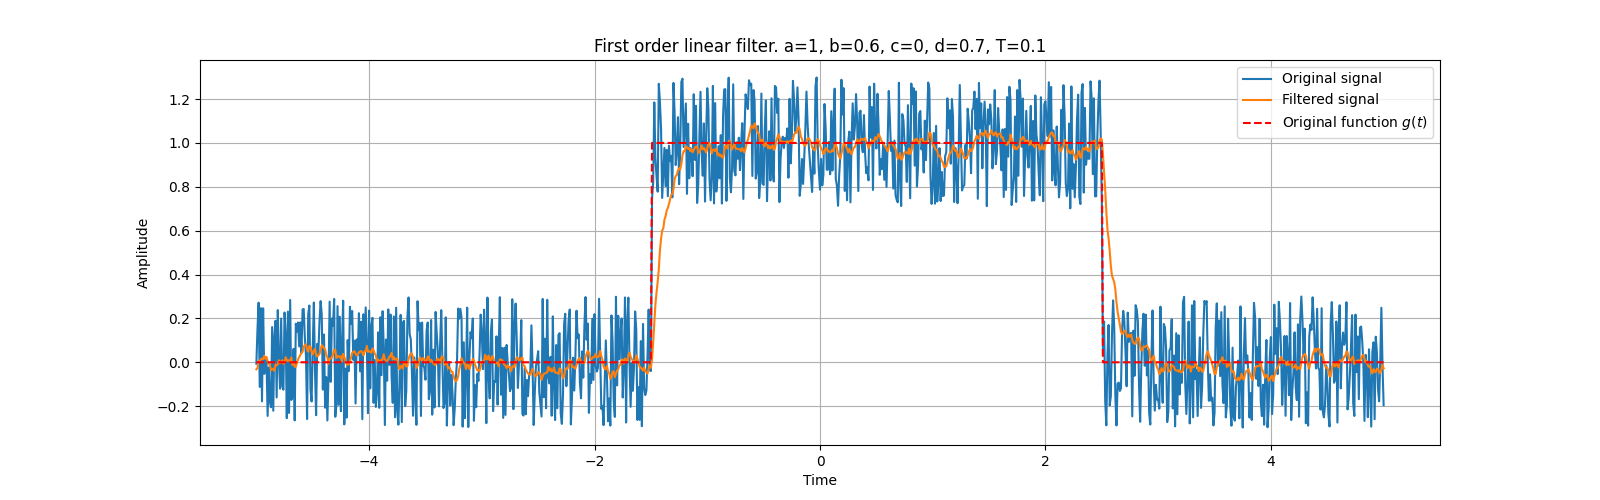 First order linear filter. a=1, b=0.6, c=0, d=0.7, T=0.1
Original signal
Filtered signal
Original function g(t)
Amplitude
1.2
1.0
0.8
0.6
0.4
0.2
0.0
−0.2
−4
−2
0
2
4
Time